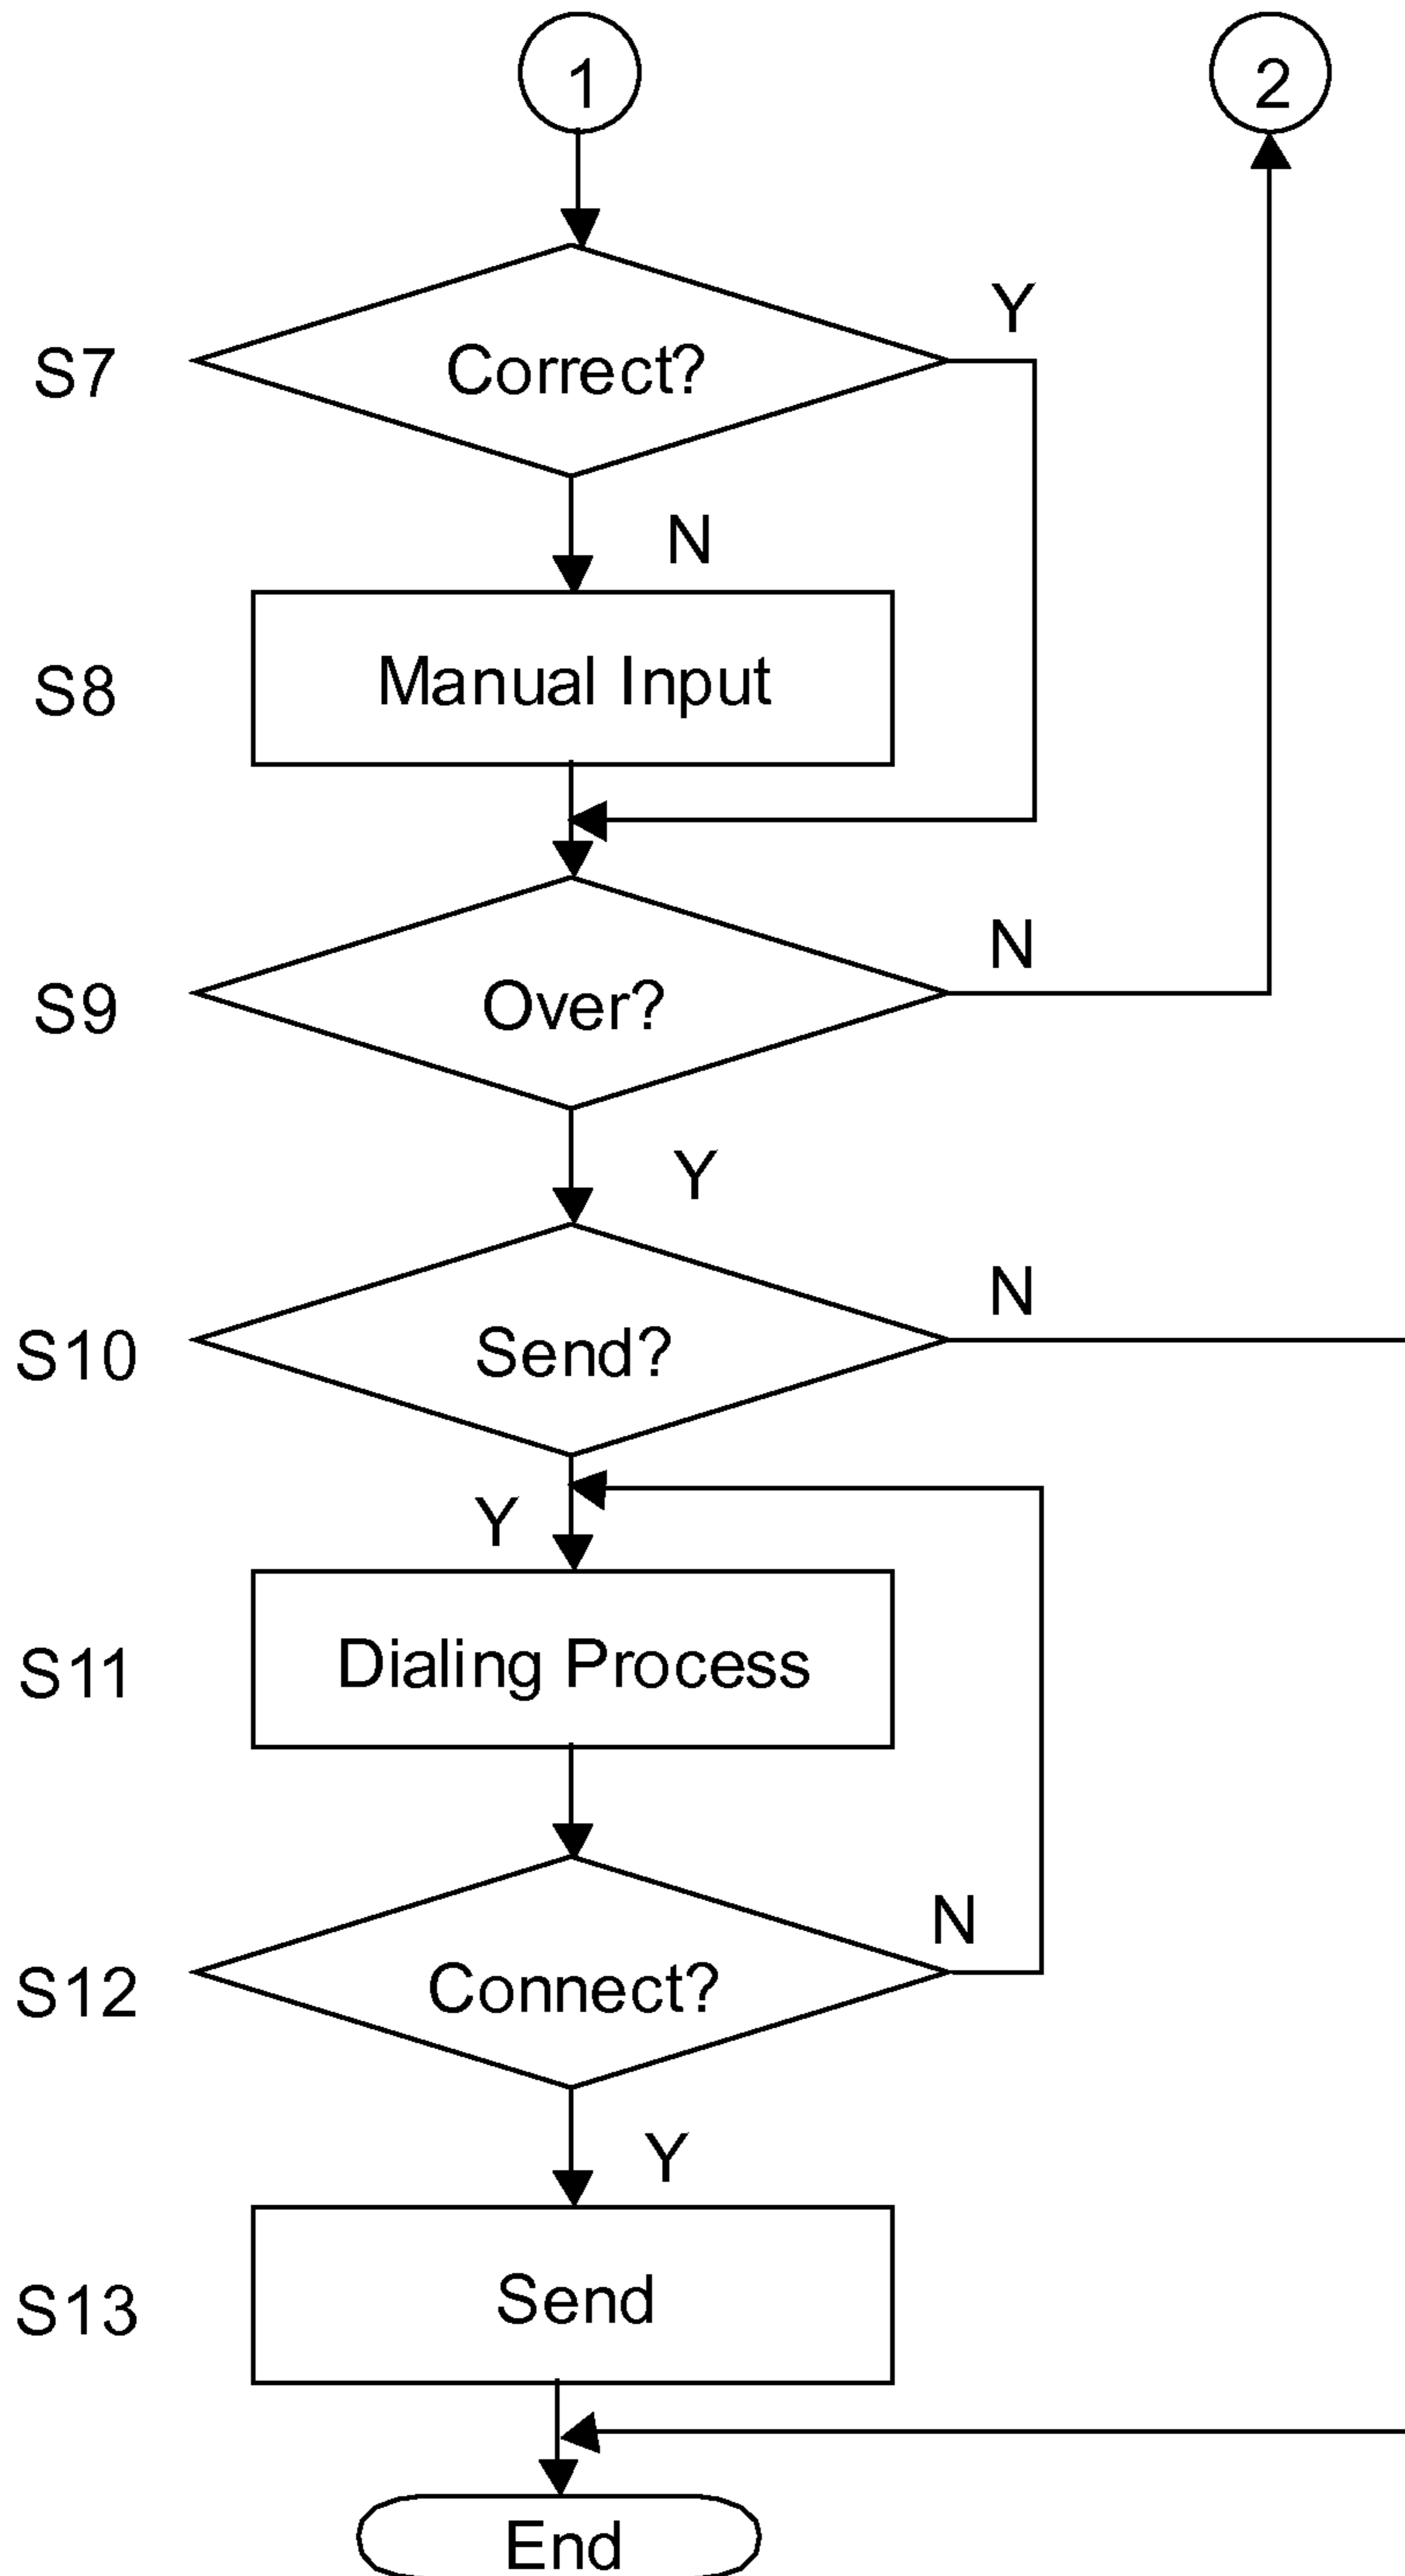 1
2
S7
Correct?
Y
N
S8
Manual Input
S9
Over?
N
Y
S10
Send?
N
Y
S11
Dialing Process
S12
Connect?
N
Y
S13
Send
End